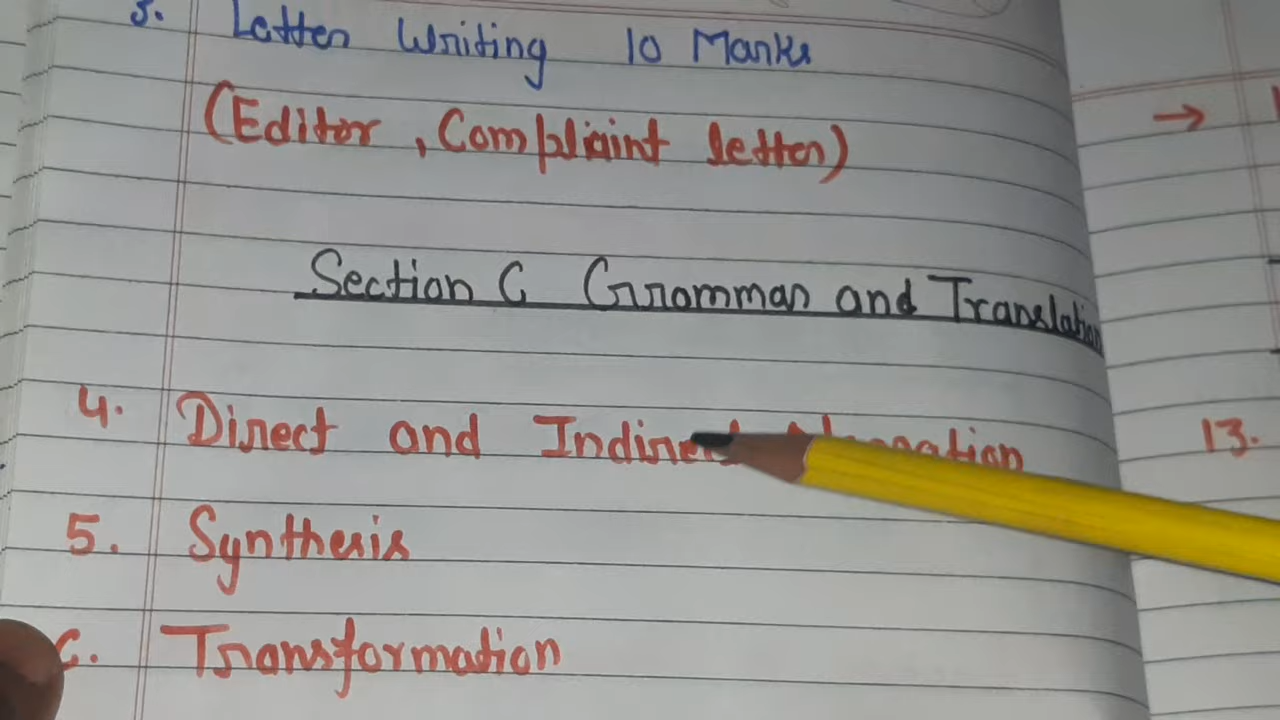 3. Letter Writing 10 Marks
(Editor, Complaint letter)
Section C Grammar and Translation
4. Direct and Indirect
5. Synthesis
6. Transformation
→
13.